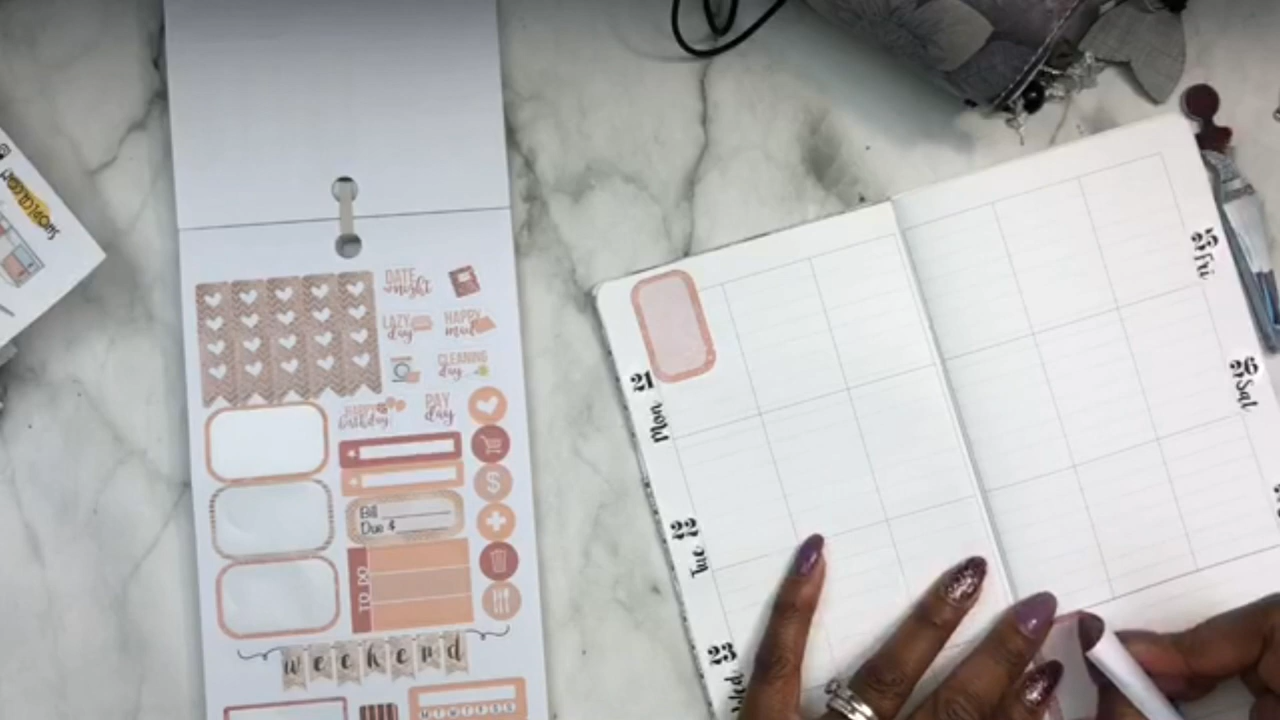 DATE
night
LAZY
day
HAPPY
mail
CLEANING
day
HAPPY
birthday
PAY
day
$
Bill
Due $
TO DO
weekend
M T W T F S S
21
Mon
22
Tue
23
Wed
25
Fri
26
Sat